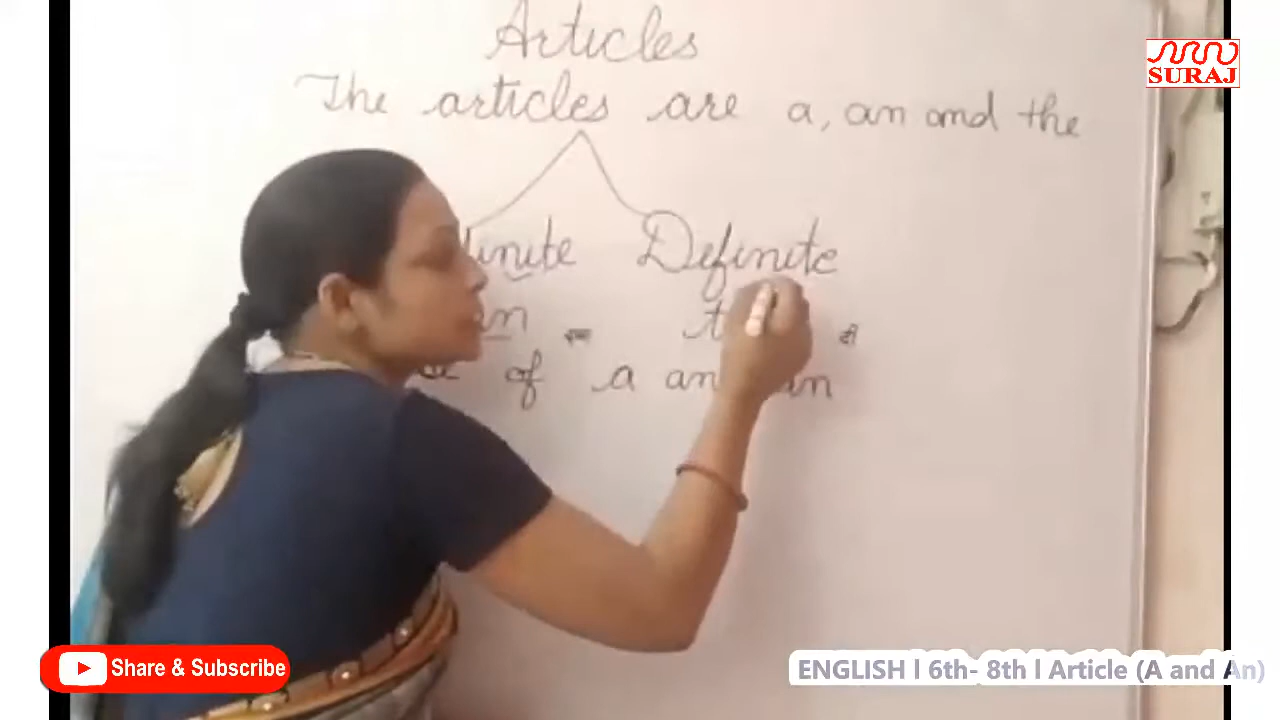 Articles
SURAJ
The articles are a, an and the
Definite
of a an
Share & Subscribe
ENGLISH l 6th- 8th l Article (A and An)